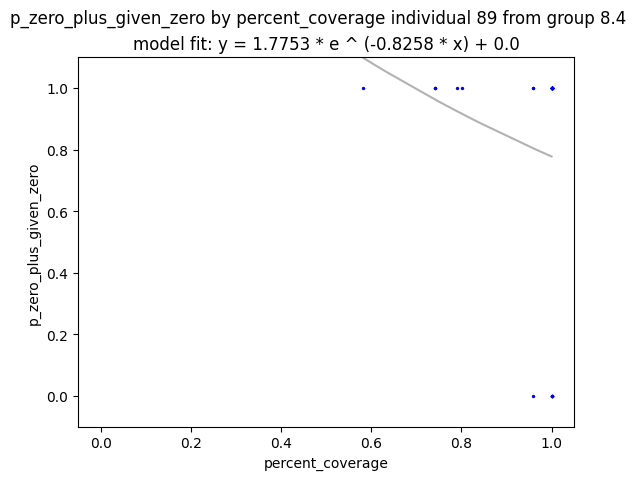 p_zero_plus_given_zero by percent_coverage individual 89 from group 8.4
model fit: y = 1.7753 * e ^ (-0.8258 * x) + 0.0
1.0
0.8
0.6
0.4
0.2
0.0
p_zero_plus_given_zero
0.0 0.2 0.4 0.6 0.8 1.0
percent_coverage